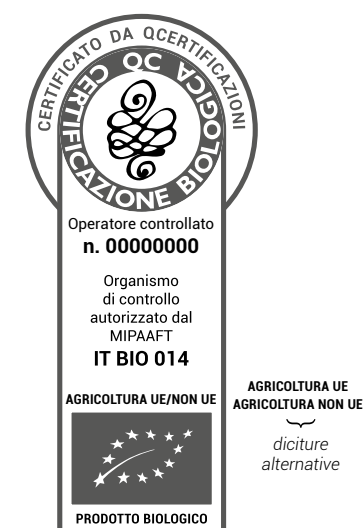 CERTIFICATO DA QCERTIFICAZIONI
QC CERTIFICAZIONE BIOLOGICA
Operatore controllato
n. 00000000
Organismo
di controllo
autorizzato dal
MIPAAFT
IT BIO 014
AGRICOLTURA UE/NON UE
PRODOTTO BIOLOGICO
AGRICOLTURA UE
AGRICOLTURA NON UE
diciture
alternative